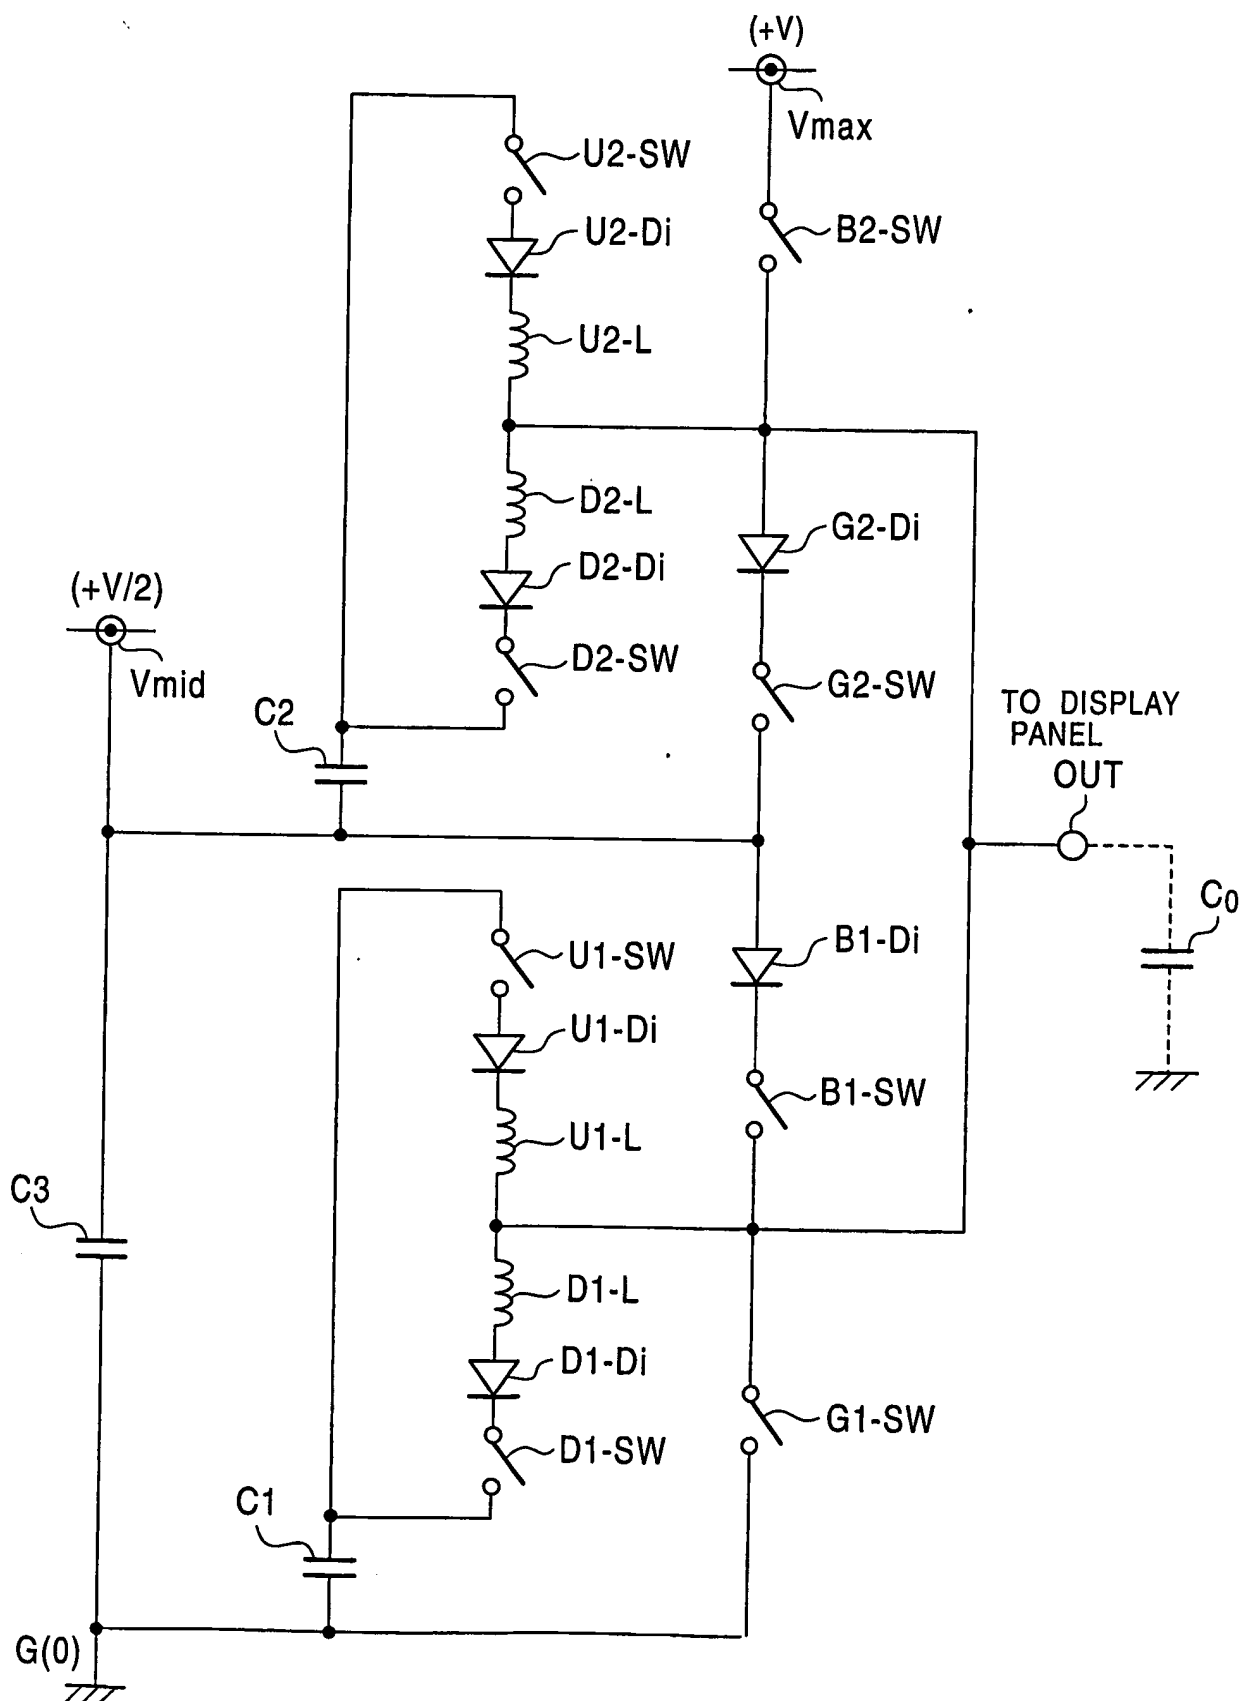 (+V)
Vmax
U2-SW
B2-SW
U2-Di
U2-L
D2-L
G2-Di
D2-Di
(+V/2)
Vmid
D2-SW
G2-SW
C2
TO DISPLAY
PANEL
OUT
C0
U1-SW
B1-Di
U1-Di
B1-SW
U1-L
C3
D1-L
D1-Di
G1-SW
D1-SW
C1
G(0)